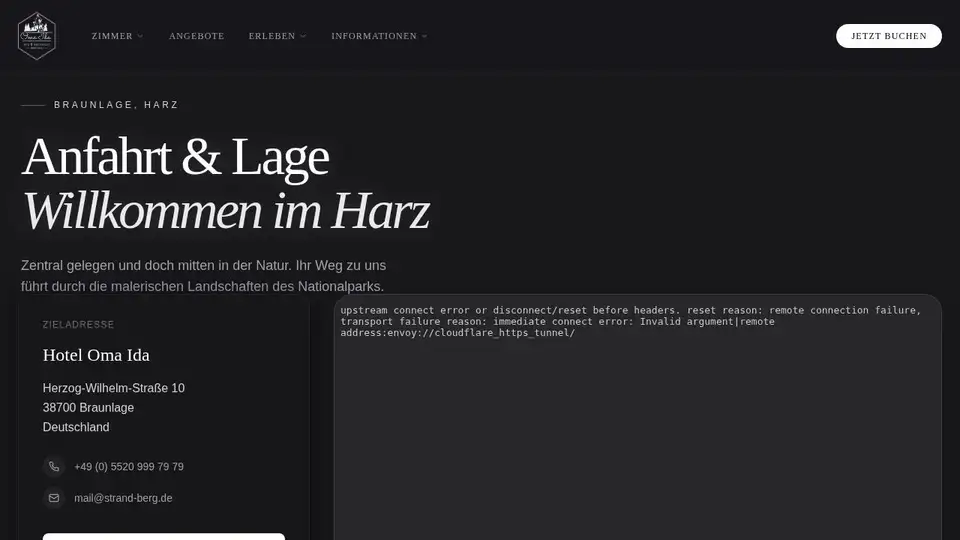 ZIMMER
ANGEBOTE
ERLEBEN
INFORMATIONEN
JETZT BUCHEN
BRAUNLAGE, HARZ
Anfahrt & Lage
Willkommen im Harz
Zentral gelegen und doch mitten in der Natur. Ihr Weg zu uns
führt durch die malerischen Landschaften des Nationalparks.
ZIELADRESSE
Hotel Oma Ida
Herzog-Wilhelm-Straße 10
38700 Braunlage
Deutschland
+49 (0) 5520 999 79 79
mail@strand-berg.de
upstream connect error or disconnect/reset before headers. reset reason: remote connection failure,
transport failure reason: immediate connect error: Invalid argument|remote
address:envoy://cloudflare_https_tunnel/